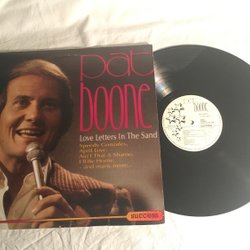 pat
boone
Love Letters In The Sand
Speedy Gonzales,
April Love,
Ain't That A Shame,
I'll Be Home,
...and many more...
success
boone